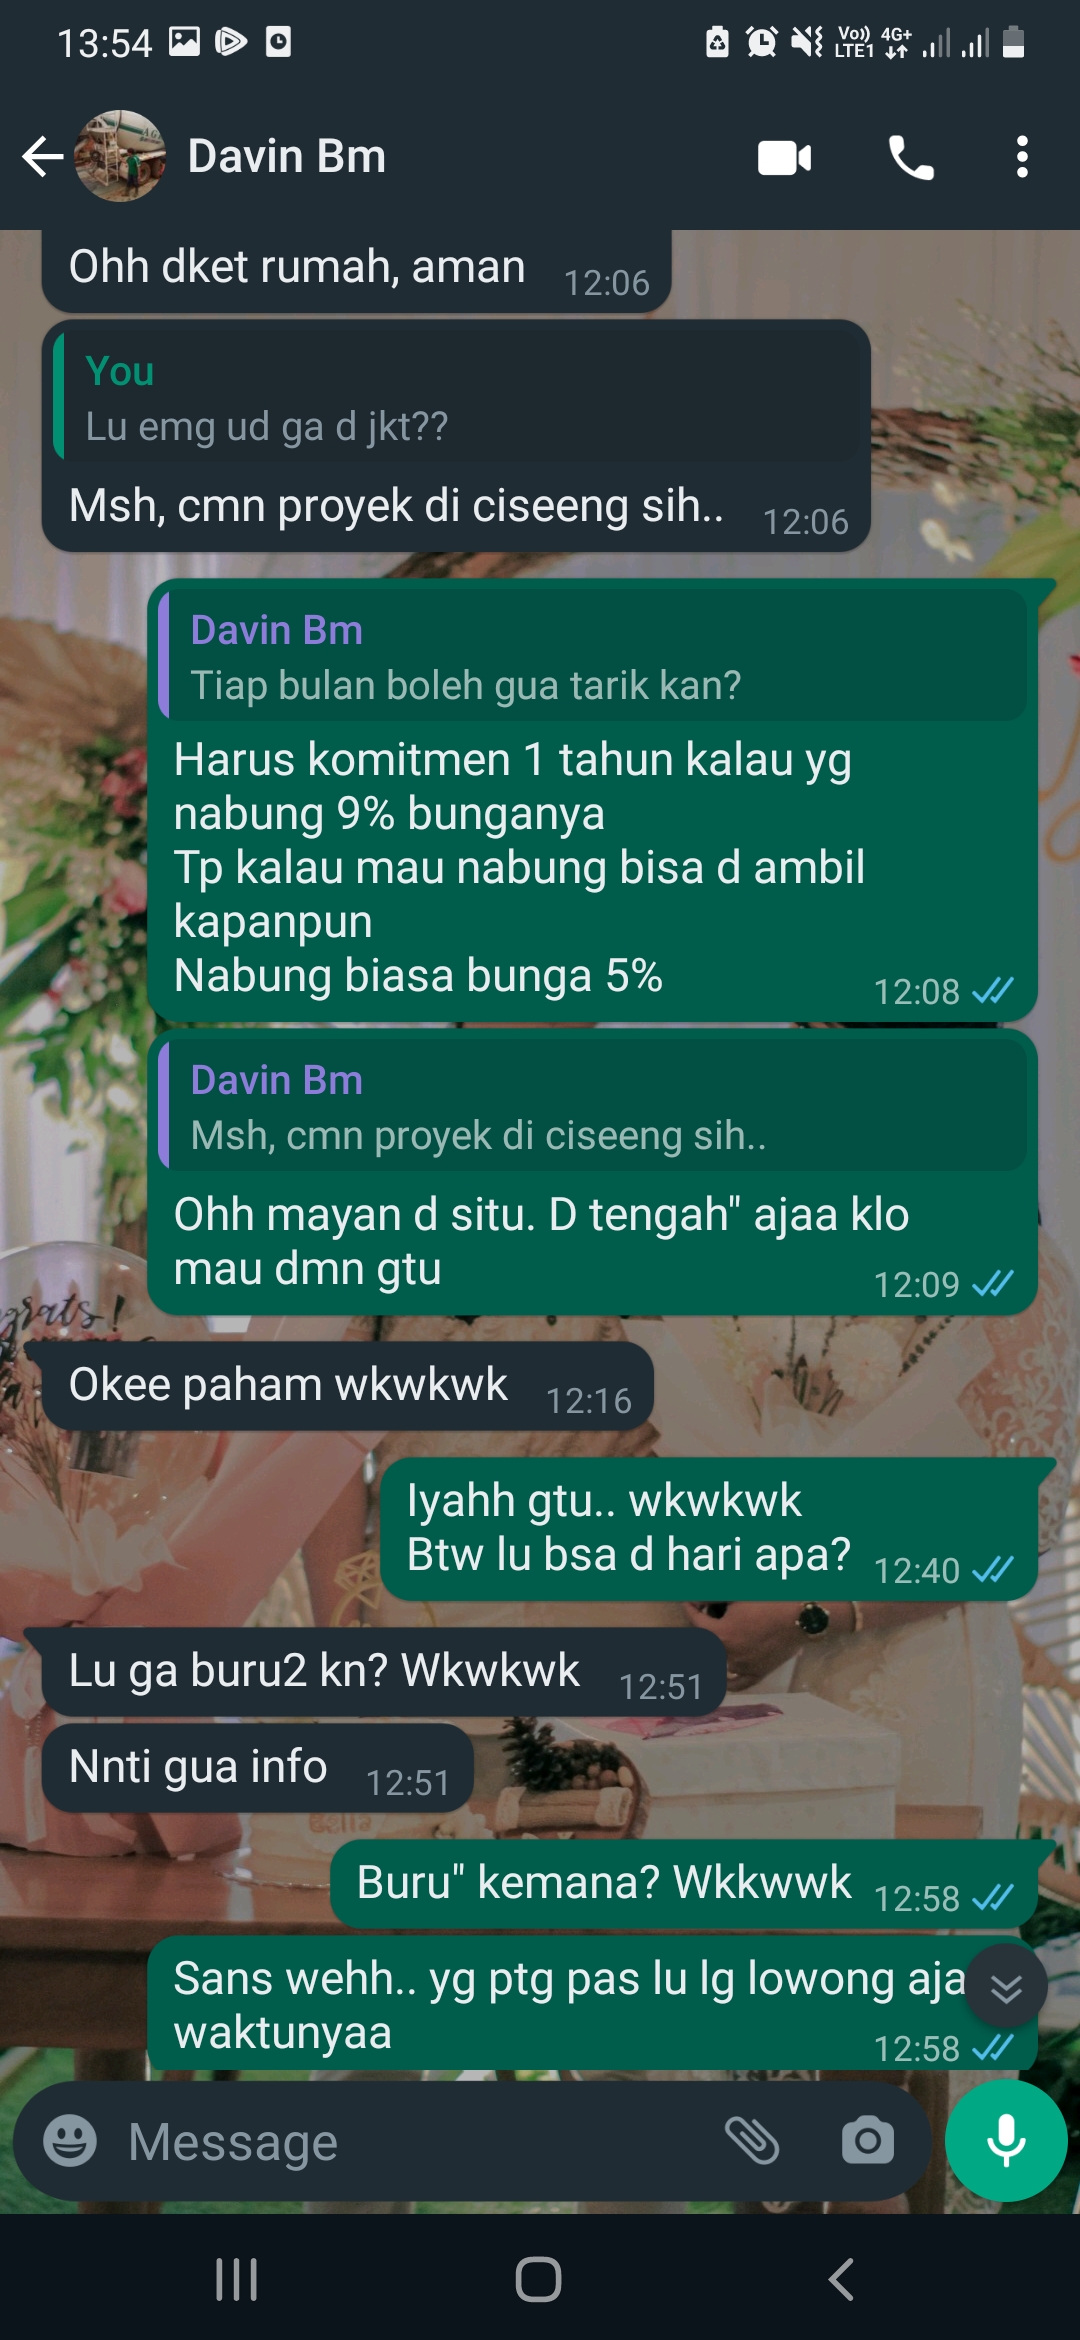 13:54
Vo))
LTE1
4G+
Davin Bm
Ohh dket rumah, aman
12:06
You
Lu emg ud ga d jkt??
Msh, cmn proyek di ciseeng sih..
12:06
Davin Bm
Tiap bulan boleh gua tarik kan?
Harus komitmen 1 tahun kalau yg
nabung 9% bunganya
Tp kalau mau nabung bisa d ambil
kapanpun
Nabung biasa bunga 5%
12:08
Davin Bm
Msh, cmn proyek di ciseeng sih..
Ohh mayan d situ. D tengah" ajaa klo
mau dmn gtu
12:09
Okee paham wkwkwk
12:16
Iyahh gtu.. wkwkwk
Btw lu bsa d hari apa?
12:40
Lu ga buru2 kn? Wkwkwk
12:51
Nnti gua info
12:51
Buru" kemana? Wkkwwk
12:58
Sans wehh.. yg ptg pas lu lg lowong aja
waktunyaa
12:58
Message